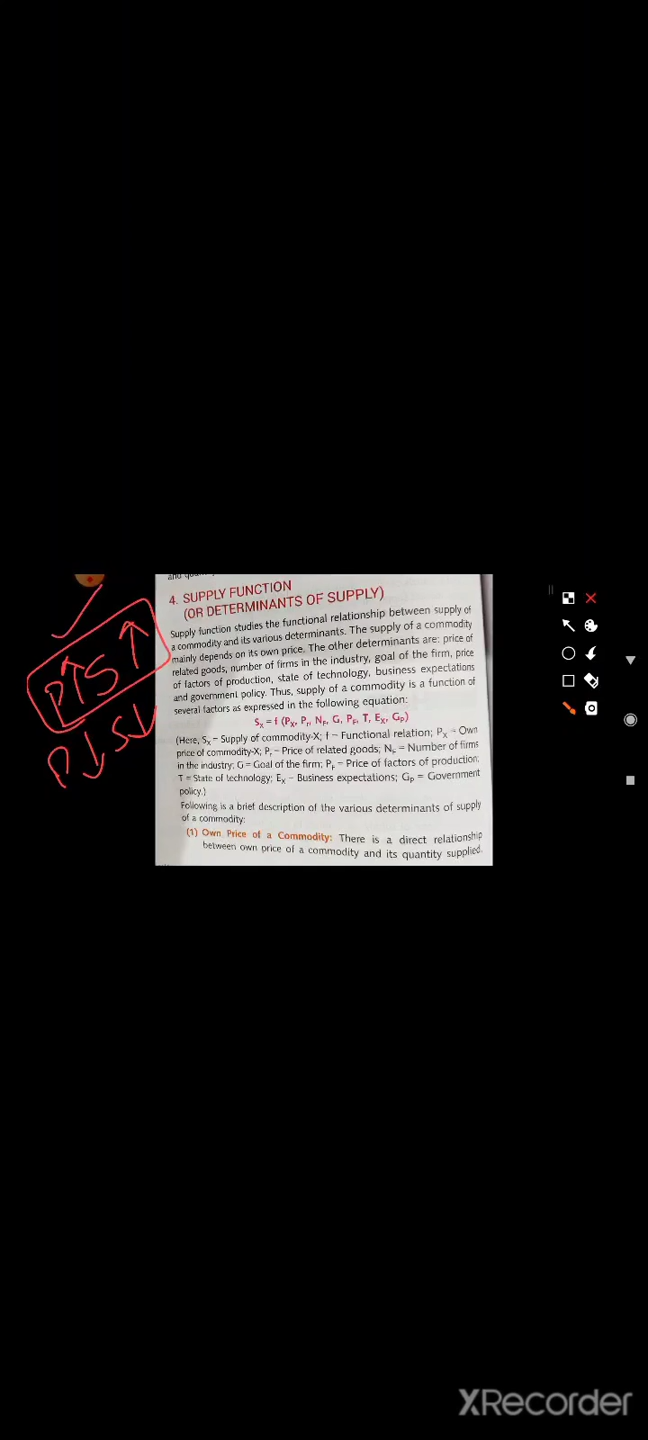 4. SUPPLY FUNCTION
(OR DETERMINANTS OF SUPPLY)
Supply function studies the functional relationship between supply of
a commodity and its various determinants. The supply of a commodity
mainly depends on its own price. The other determinants are: price of
related goods, number of firms in the industry, goal of the firm, price
of factors of production, state of technology, business expectations
and government policy. Thus, supply of a commodity is a function of
several factors as expressed in the following equation:
Sx = f (Px, Pr, NF, G, PF, T, Ex, GP)
(Here, Sx = Supply of commodity-X; f = Functional relation; Px = Own
price of commodity-X; Pr = Price of related goods; NF = Number of firms
in the industry; G = Goal of the firm; PF = Price of factors of production;
T = State of technology; Ex = Business expectations; GP = Government
policy.)
Following is a brief description of the various determinants of supply
of a commodity:
(1) Own Price of a Commodity: There is a direct relationship
between own price of a commodity and its quantity supplied.
P↑S↑
P↓S↓
XRecorder